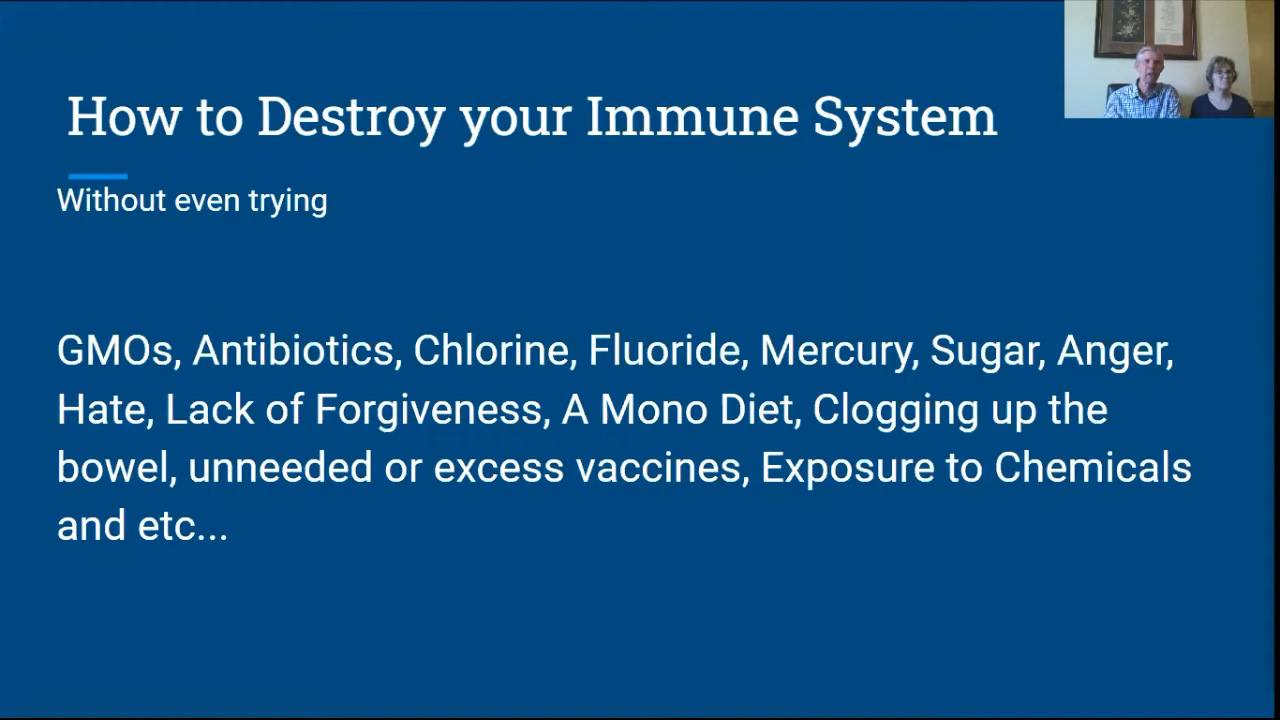 How to Destroy your Immune System
Without even trying
GMOs, Antibiotics, Chlorine, Fluoride, Mercury, Sugar, Anger,
Hate, Lack of Forgiveness, A Mono Diet, Clogging up the
bowel, unneeded or excess vaccines, Exposure to Chemicals
and etc...